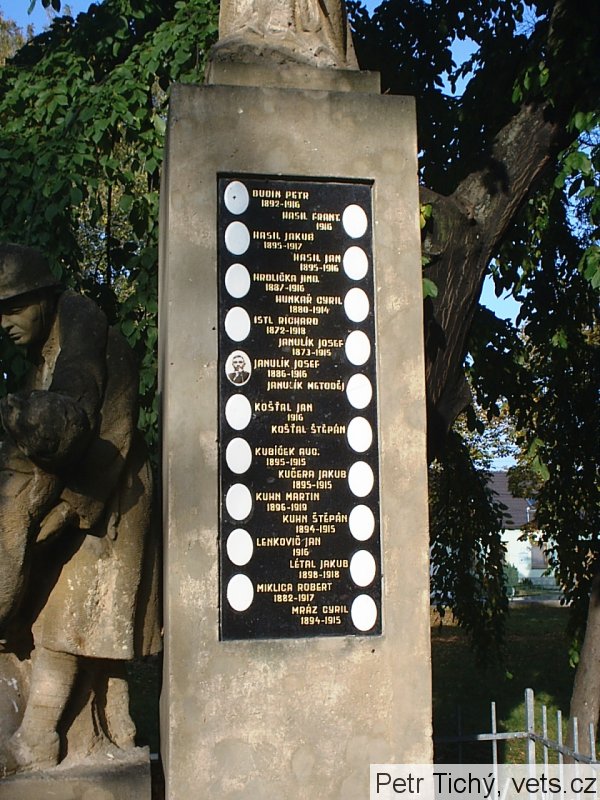 BUDIN PETR
1892-1916
HASIL FRANT.
1916
HASIL JAKUB
1895-1917
HASIL JAN
1895-1916
HRDLIČKA JIND.
1887-1916
HUNKAŘ CYRIL
1880-1914
ISTL RICHARD
1872-1918
JANULÍK JOSEF
1873-1915
JANULÍK JOSEF
1886-1916
JANULÍK METODĚJ
KOŠŤAL JAN
1916
KOŠŤAL ŠTĚPÁN
KUBÍČEK AUG.
1895-1915
KUČERA JAKUB
1895-1915
KUHN MARTIN
1896-1919
KUHN ŠTĚPÁN
1894-1915
LENKOVIČ JAN
1916
LÉTAL JAKUB
1898-1918
MIKLICA ROBERT
1882-1917
MRÁZ CYRIL
1894-1915
Petr Tichý, vets.cz